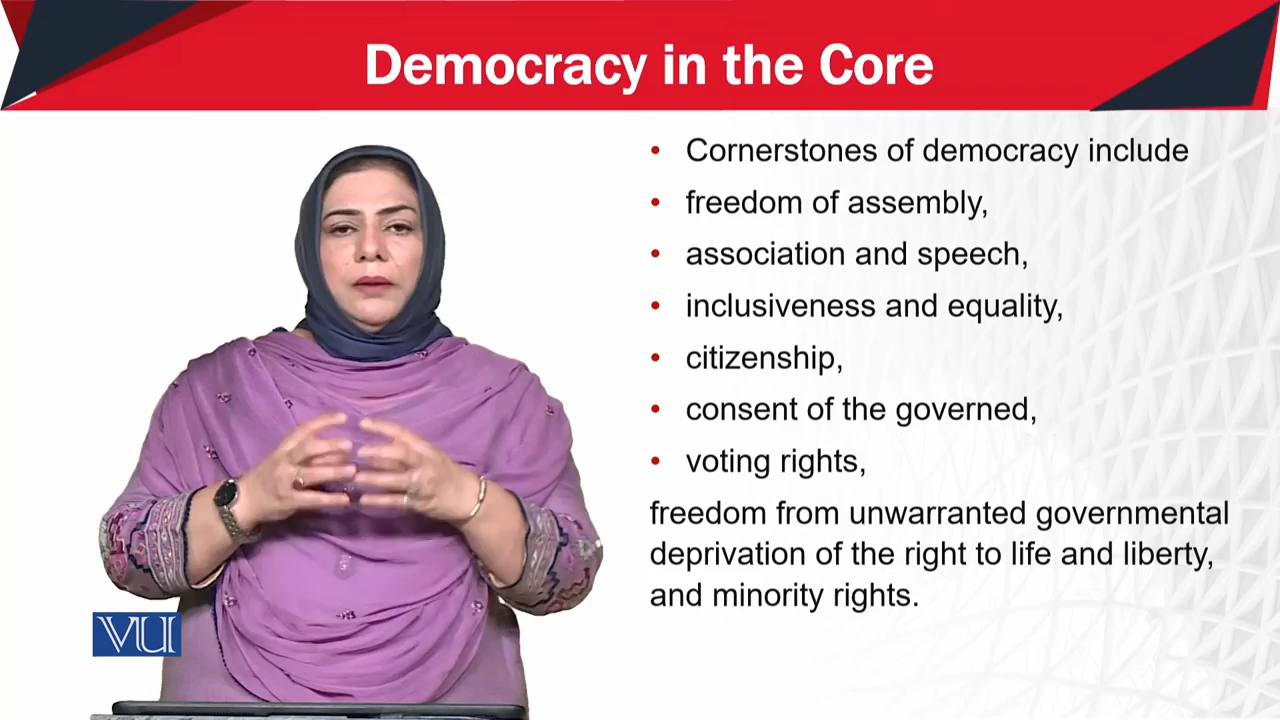 Democracy in the Core
• Cornerstones of democracy include
• freedom of assembly,
• association and speech,
• inclusiveness and equality,
• citizenship,
• consent of the governed,
• voting rights,
freedom from unwarranted governmental
deprivation of the right to life and liberty,
and minority rights.
VU